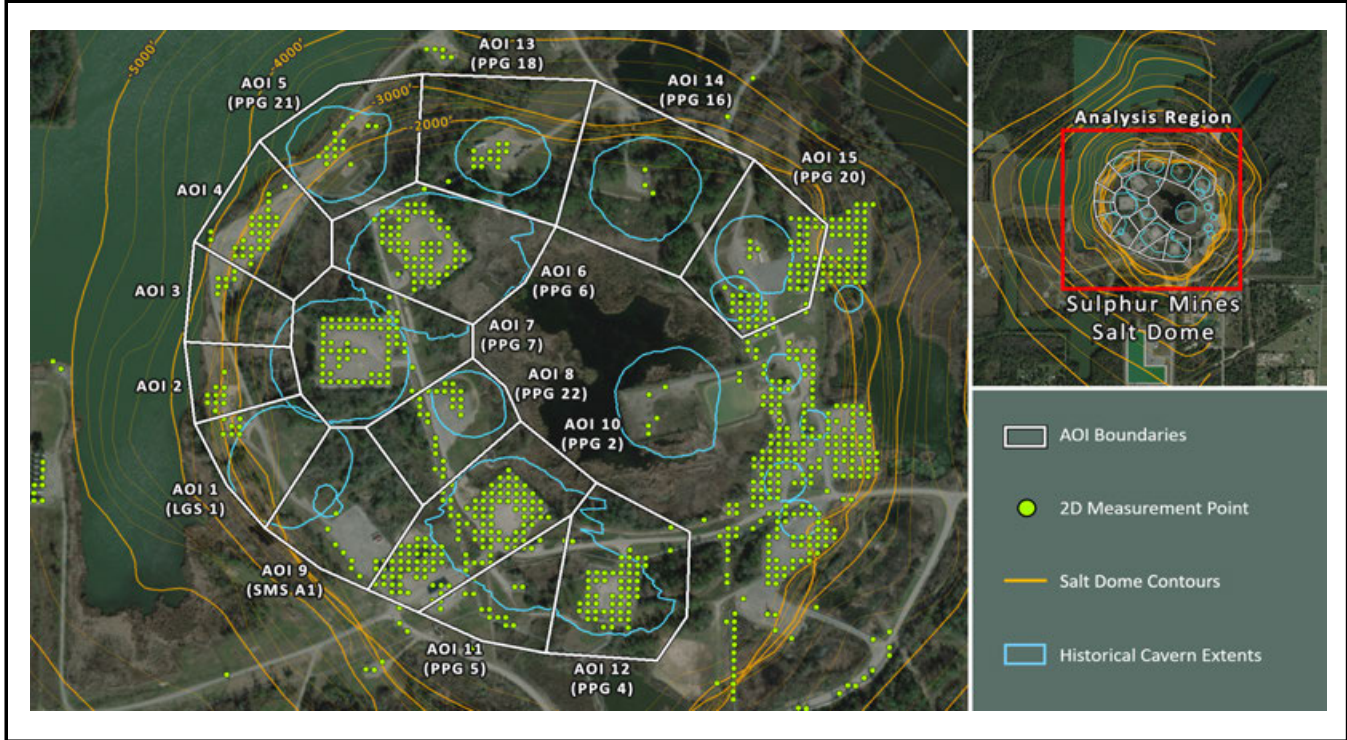 -5000'
-4000'
AOI 13
(PPG 18)
AOI 5
(PPG 21)
-3000'
-2000'
AOI 14
(PPG 16)
AOI 15
(PPG 20)
AOI 4
AOI 3
AOI 6
(PPG 6)
AOI 7
(PPG 7)
AOI 2
AOI 8
(PPG 22)
AOI 10
(PPG 2)
AOI 1
(LGS 1)
AOI 9
(SMS A1)
AOI 11
(PPG 5)
AOI 12
(PPG 4)
Analysis Region
Sulphur Mines
Salt Dome
AOI Boundaries
2D Measurement Point
Salt Dome Contours
Historical Cavern Extents